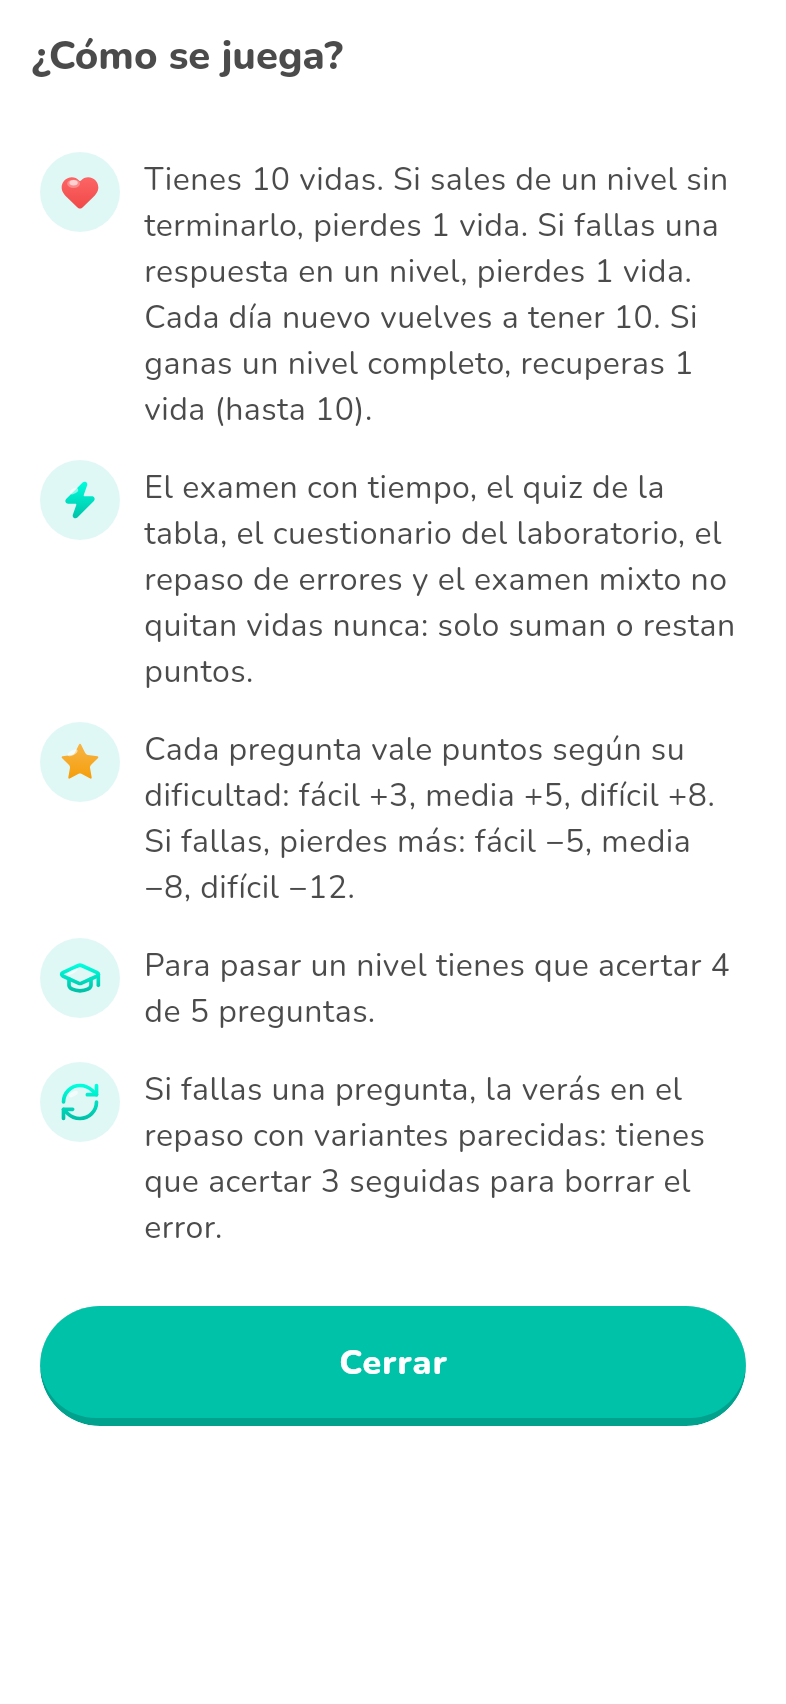 ¿Cómo se juega?
Tienes 10 vidas. Si sales de un nivel sin
terminarlo, pierdes 1 vida. Si fallas una
respuesta en un nivel, pierdes 1 vida.
Cada día nuevo vuelves a tener 10. Si
ganas un nivel completo, recuperas 1
vida (hasta 10).
El examen con tiempo, el quiz de la
tabla, el cuestionario del laboratorio, el
repaso de errores y el examen mixto no
quitan vidas nunca: solo suman o restan
puntos.
Cada pregunta vale puntos según su
dificultad: fácil +3, media +5, difícil +8.
Si fallas, pierdes más: fácil −5, media
−8, difícil −12.
Para pasar un nivel tienes que acertar 4
de 5 preguntas.
Si fallas una pregunta, la verás en el
repaso con variantes parecidas: tienes
que acertar 3 seguidas para borrar el
error.
Cerrar